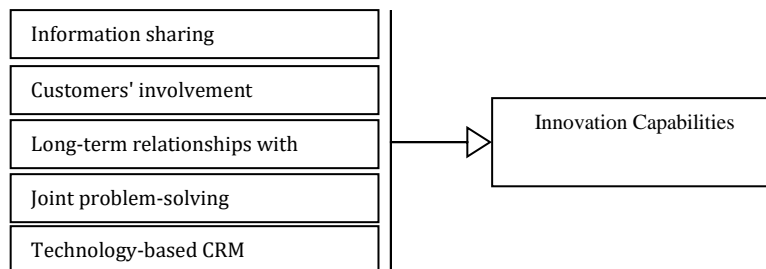 Information sharing
Customers' involvement
Innovation Capabilities
Long-term relationships with
Joint problem-solving
Technology-based CRM